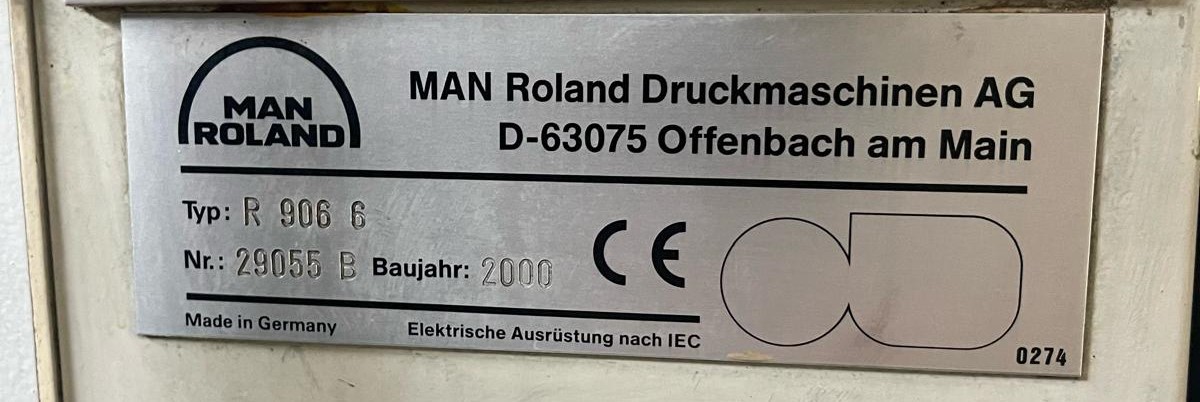 MAN
ROLAND
MAN Roland Druckmaschinen AG
D-63075 Offenbach am Main
Typ: R 906 6
Nr.: 29055 B Baujahr: 2000
CE
Made in Germany Elektrische Ausrüstung nach IEC
0274